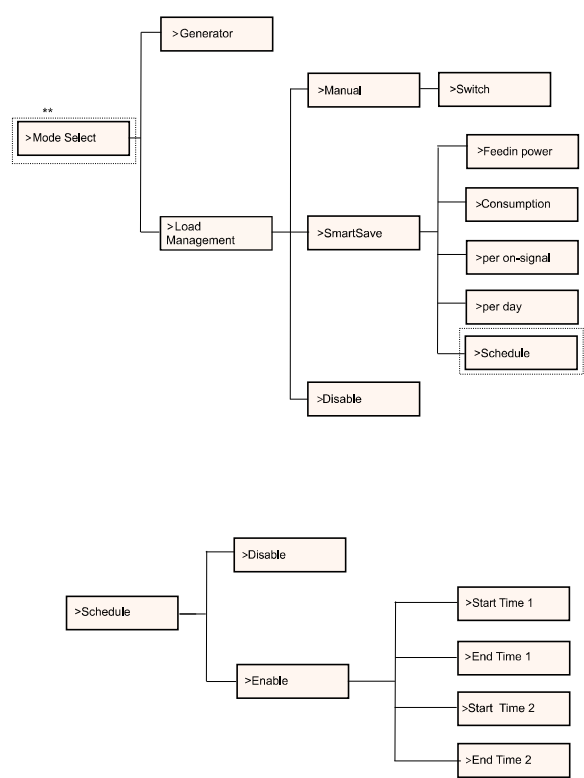 >Generator
>Manual
>Switch
**
>Mode Select
>Feedin power
>Consumption
>Load
Management
>SmartSave
>per on-signal
>per day
>Schedule
>Disable
>Disable
>Start Time 1
>Schedule
>End Time 1
>Enable
>Start  Time 2
>End Time 2